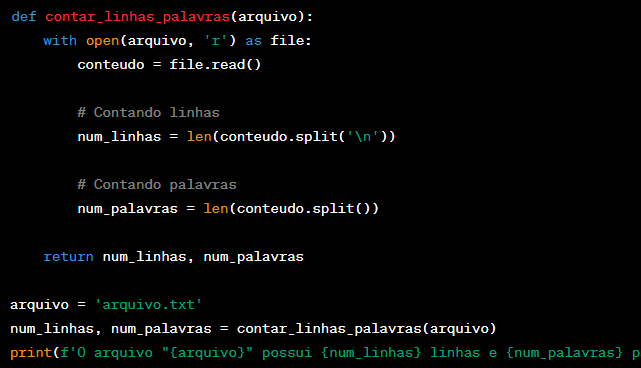 def contar_linhas_palavras(arquivo):
    with open(arquivo, 'r') as file:
        conteudo = file.read()
        # Contando linhas
        num_linhas = len(conteudo.split('\n'))
        # Contando palavras
        num_palavras = len(conteudo.split())
    return num_linhas, num_palavras
arquivo = 'arquivo.txt'
num_linhas, num_palavras = contar_linhas_palavras(arquivo)
print(f'O arquivo "{arquivo}" possui {num_linhas} linhas e {num_palavras} p